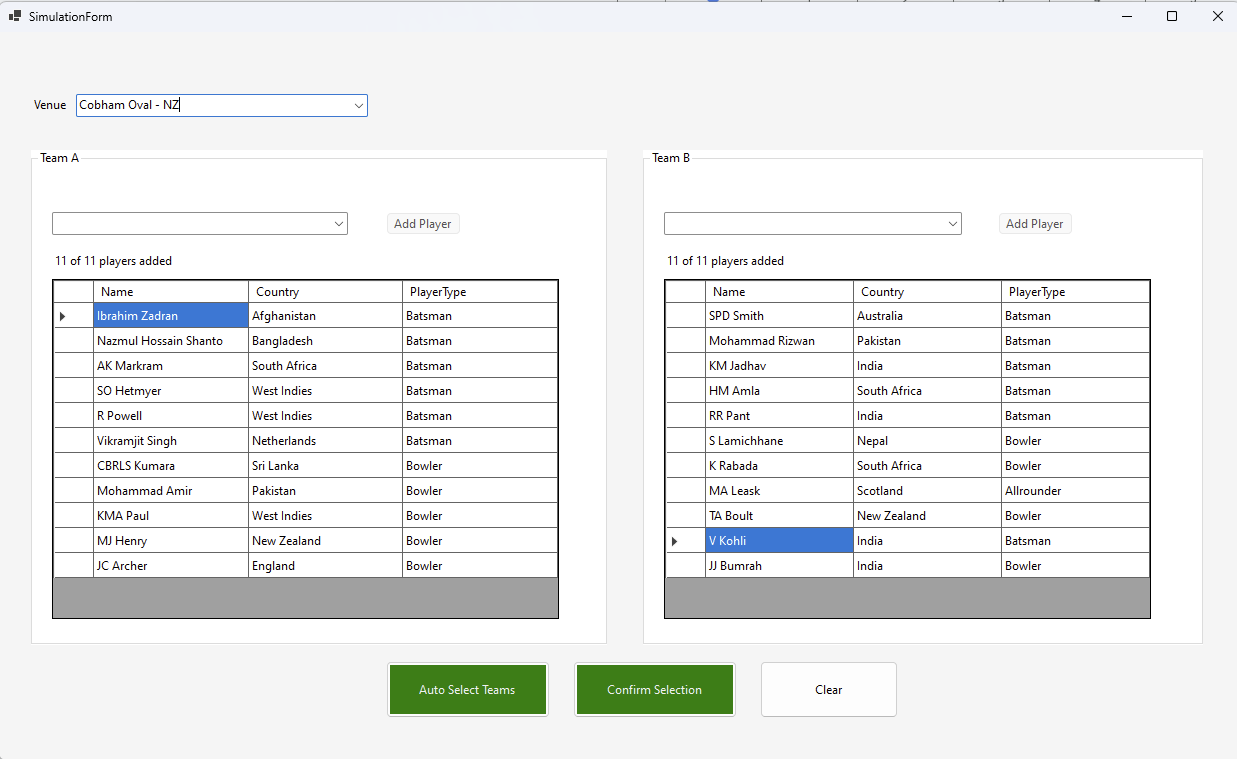 SimulationForm
Venue Cobham Oval - NZ
Team A
Add Player
11 of 11 players added
Name Country PlayerType
Ibrahim Zadran Afghanistan Batsman
Nazmul Hossain Shanto Bangladesh Batsman
AK Markram South Africa Batsman
SO Hetmyer West Indies Batsman
R Powell West Indies Batsman
Vikramjit Singh Netherlands Batsman
CBRLS Kumara Sri Lanka Bowler
Mohammad Amir Pakistan Bowler
KMA Paul West Indies Bowler
MJ Henry New Zealand Bowler
JC Archer England Bowler
Team B
Add Player
11 of 11 players added
Name Country PlayerType
SPD Smith Australia Batsman
Mohammad Rizwan Pakistan Batsman
KM Jadhav India Batsman
HM Amla South Africa Batsman
RR Pant India Batsman
S Lamichhane Nepal Bowler
K Rabada South Africa Bowler
MA Leask Scotland Allrounder
TA Boult New Zealand Bowler
V Kohli India Batsman
JJ Bumrah India Bowler
Auto Select Teams Confirm Selection Clear